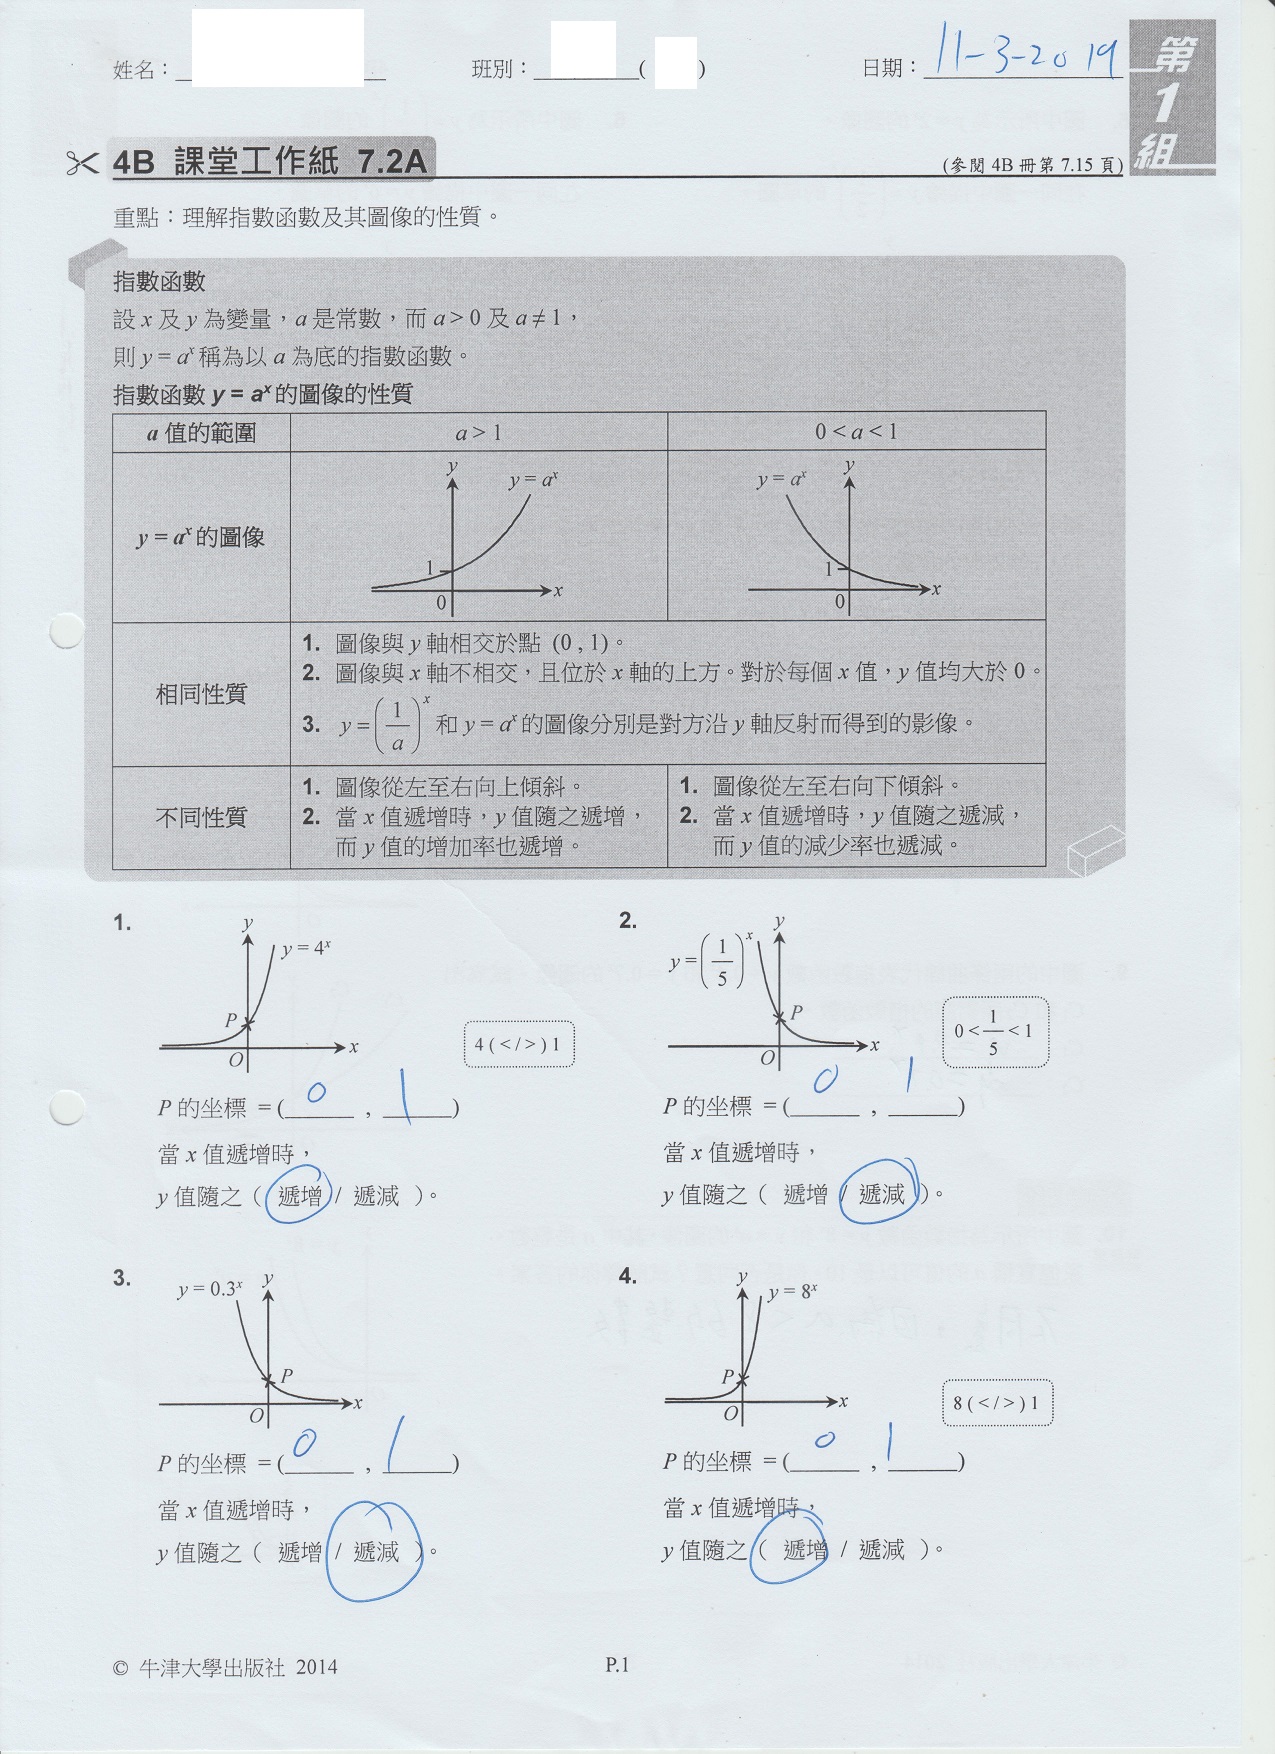 姓名：
班別： ( )
日期：11-3-2019
第1組
4B 課堂工作紙 7.2A
(參閱 4B 冊第 7.15 頁)
重點：理解指數函數及其圖像的性質。
指數函數
設 x 及 y 為變量，a 是常數，而 a > 0 及 a ≠ 1，
則 y = aˣ 稱為以 a 為底的指數函數。
指數函數 y = aˣ 的圖像的性質
a 值的範圍 a > 1 0 < a < 1
y = aˣ 的圖像
y y = aˣ 1 0 x
y = aˣ y 1 0 x
相同性質
1. 圖像與 y 軸相交於點 (0 , 1)。
2. 圖像與 x 軸不相交，且位於 x 軸的上方。對於每個 x 值，y 值均大於 0。
3. y = (1/a)ˣ 和 y = aˣ 的圖像分別是對方沿 y 軸反射而得到的影像。
不同性質
1. 圖像從左至右向上傾斜。
2. 當 x 值遞增時，y 值隨之遞增，
而 y 值的增加率也遞增。
1. 圖像從左至右向下傾斜。
2. 當 x 值遞增時，y 值隨之遞減，
而 y 值的減少率也遞減。
1.
y y = 4ˣ P O x
4 ( < / > ) 1
P 的坐標 = ( 0 , 1 )
當 x 值遞增時，
y 值隨之（ 遞增 / 遞減 ）。
2.
y = (1/5)ˣ y P O x
0 < 1/5 < 1
P 的坐標 = ( 0 , 1 )
當 x 值遞增時，
y 值隨之（ 遞增 / 遞減 ）。
3.
y = 0.3ˣ y P O x
P 的坐標 = ( 0 , 1 )
當 x 值遞增時，
y 值隨之（ 遞增 / 遞減 ）。
4.
y y = 8ˣ P O x
8 ( < / > ) 1
P 的坐標 = ( 0 , 1 )
當 x 值遞增時，
y 值隨之（ 遞增 / 遞減 ）。
© 牛津大學出版社 2014
P.1